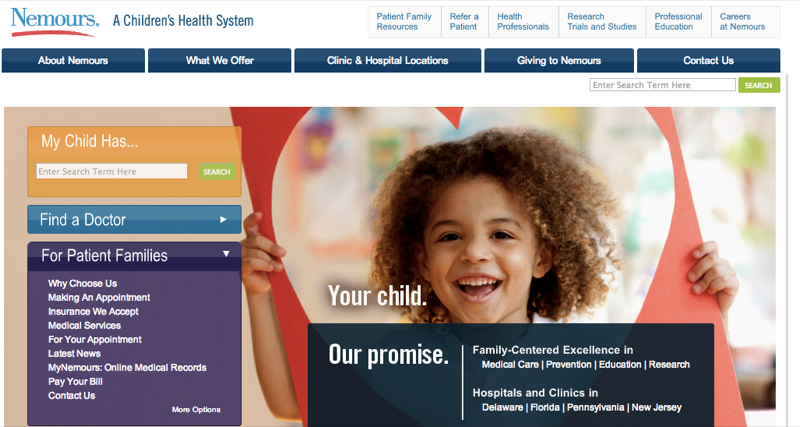 Nemours.
A Children's Health System
Patient Family
Resources
Refer a
Patient
Health
Professionals
Research
Trials and Studies
Professional
Education
Careers
at Nemours
About Nemours
What We Offer
Clinic & Hospital Locations
Giving to Nemours
Contact Us
Enter Search Term Here
SEARCH
My Child Has...
Enter Search Term Here
SEARCH
Find a Doctor
For Patient Families
Why Choose Us
Making An Appointment
Insurance We Accept
Medical Services
For Your Appointment
Latest News
MyNemours: Online Medical Records
Pay Your Bill
Contact Us
More Options
Your child.
Our promise.
Family-Centered Excellence in
Medical Care | Prevention | Education | Research
Hospitals and Clinics in
Delaware | Florida | Pennsylvania | New Jersey